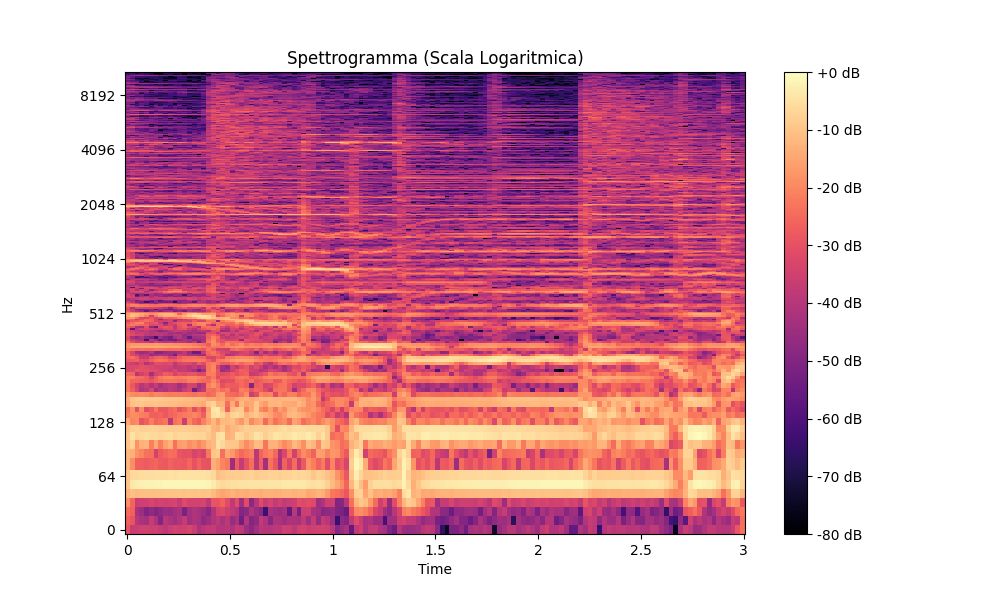 Spettrogramma (Scala Logaritmica)
Hz
8192
4096
2048
1024
512
256
128
64
0
0
0.5
1
1.5
2
2.5
3
Time
+0 dB
-10 dB
-20 dB
-30 dB
-40 dB
-50 dB
-60 dB
-70 dB
-80 dB